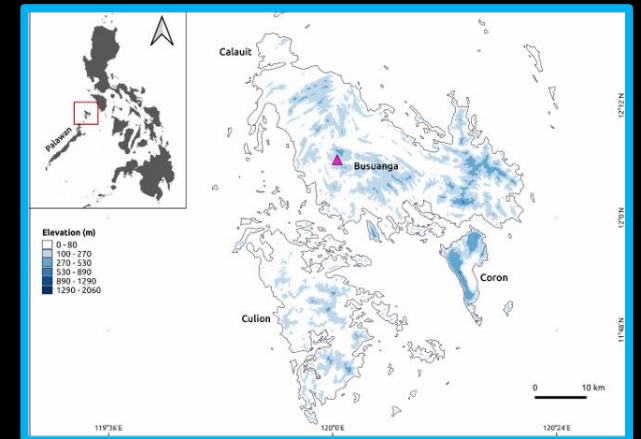 Palawan
Calauit
Busuanga
Coron
Culion
Elevation (m)
0 - 80
100 - 270
270 - 530
530 - 890
890 - 1290
1290 - 2060
0 10 km
119°36'E
120°0'E
120°24'E
12°12'N
12°0'N
11°48'N